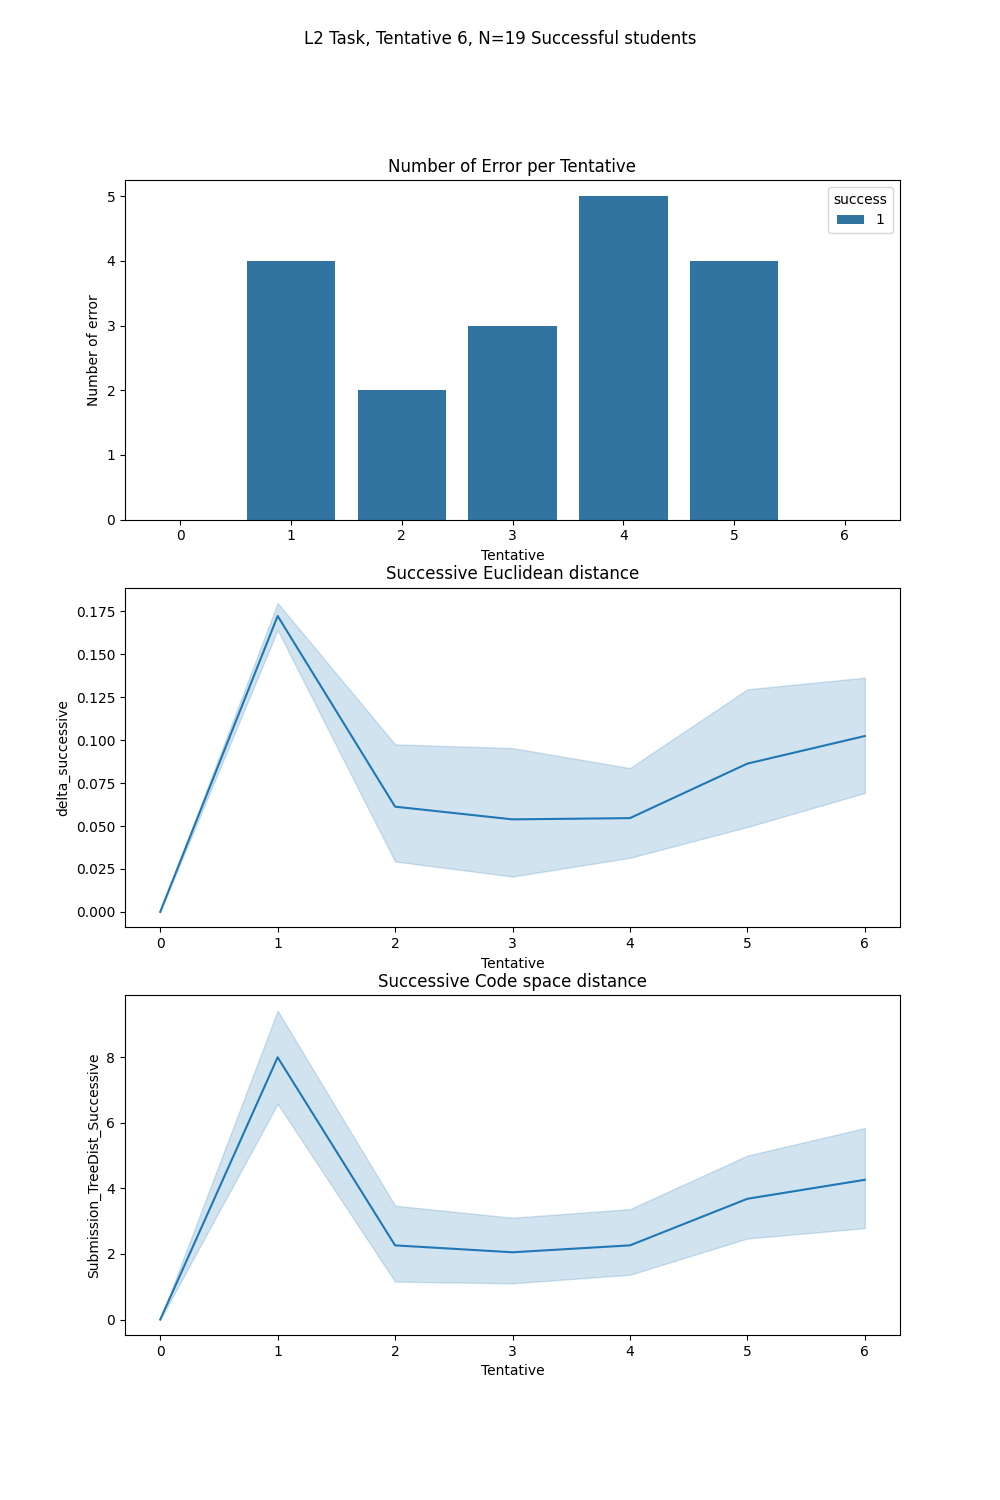 L2 Task, Tentative 6, N=19 Successful students
Number of Error per Tentative
success
1
Number of error
5
4
3
2
1
0
0 1 2 3 4 5 6
Tentative
Successive Euclidean distance
delta_successive
0.175
0.150
0.125
0.100
0.075
0.050
0.025
0.000
0 1 2 3 4 5 6
Tentative
Successive Code space distance
Submission_TreeDist_Successive
8
6
4
2
0
0 1 2 3 4 5 6
Tentative